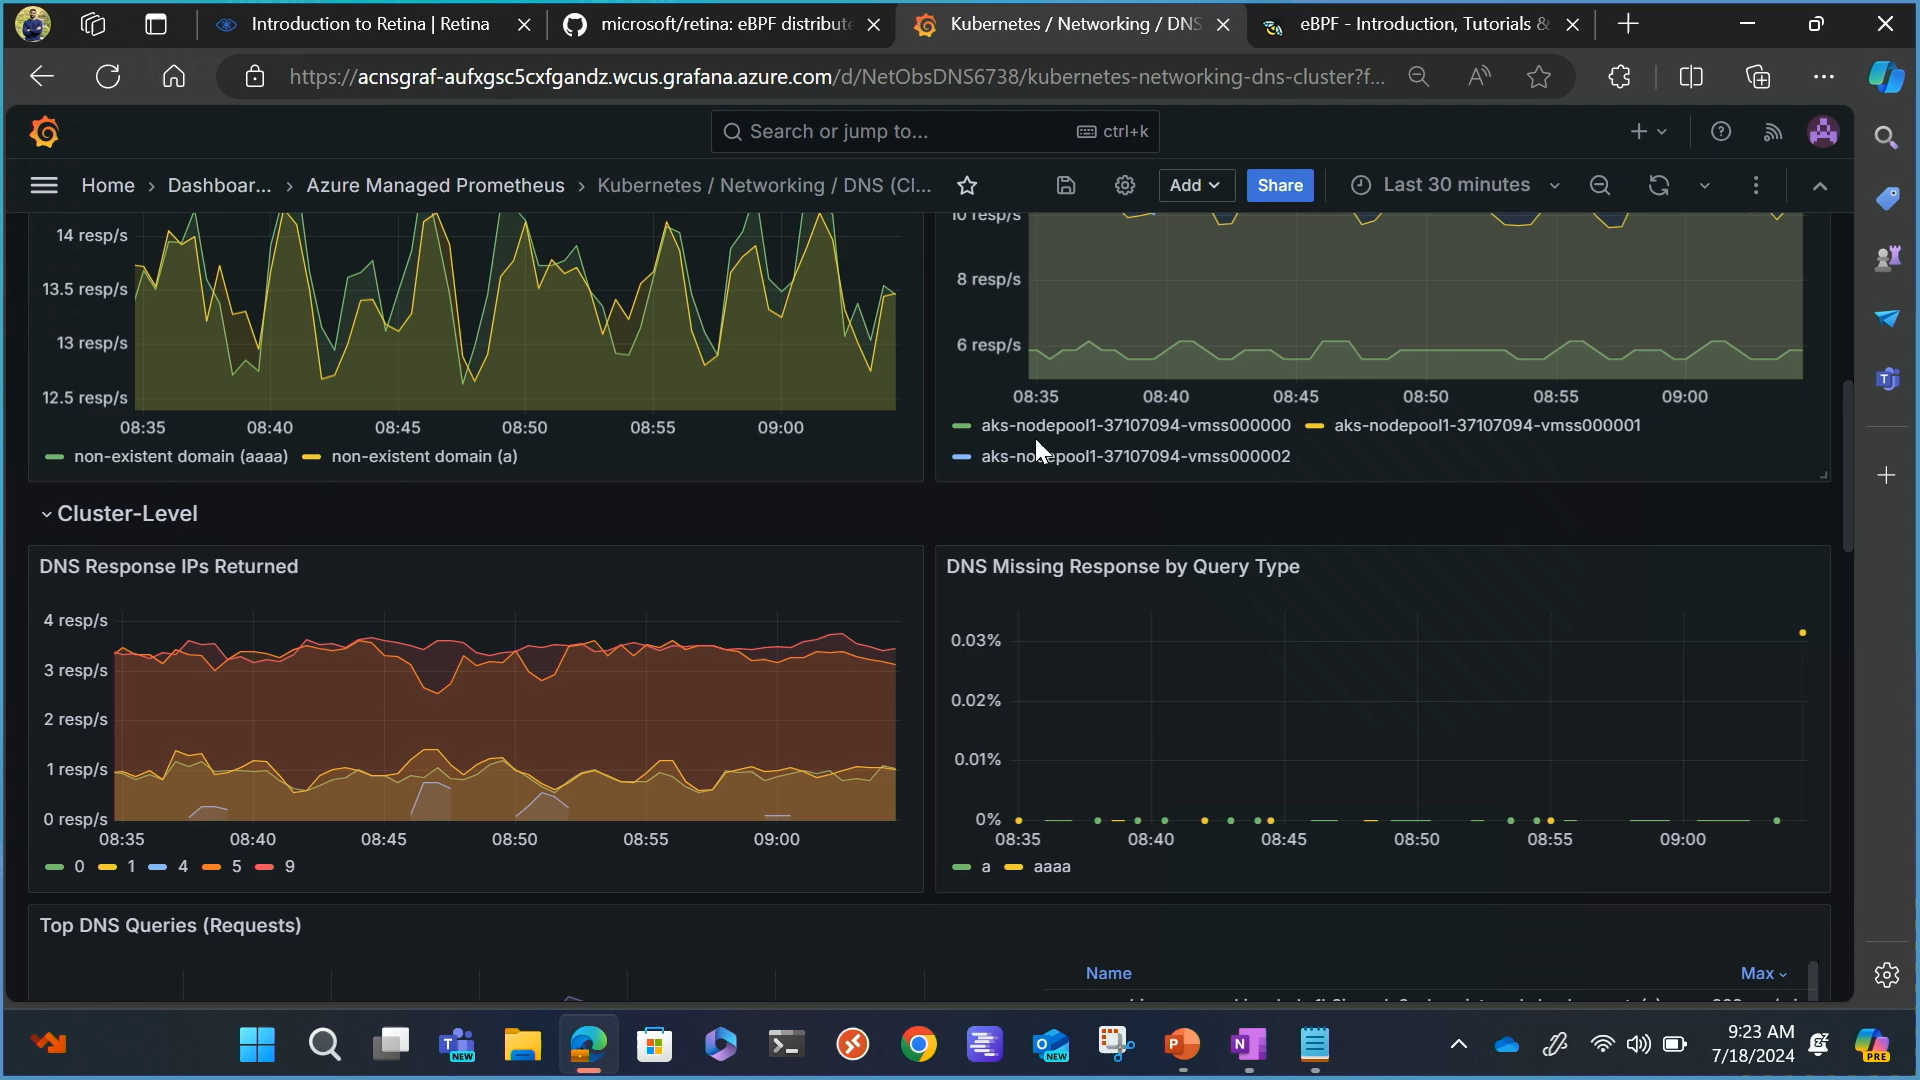 Introduction to Retina | Retina
microsoft/retina: eBPF distribute
Kubernetes / Networking / DNS
eBPF - Introduction, Tutorials &
https://acnsgraf-aufxgsc5cxfgandz.wcus.grafana.azure.com/d/NetObsDNS6738/kubernetes-networking-dns-cluster?f...
Search or jump to...
ctrl+k
Home
Dashboar...
Azure Managed Prometheus
Kubernetes / Networking / DNS (Cl...
Add
Share
Last 30 minutes
14 resp/s
13.5 resp/s
13 resp/s
12.5 resp/s
08:35 08:40 08:45 08:50 08:55 09:00
non-existent domain (aaaa) non-existent domain (a)
10 resp/s
8 resp/s
6 resp/s
08:35 08:40 08:45 08:50 08:55 09:00
aks-nodepool1-37107094-vmss000000 aks-nodepool1-37107094-vmss000001
aks-nodepool1-37107094-vmss000002
Cluster-Level
DNS Response IPs Returned
4 resp/s
3 resp/s
2 resp/s
1 resp/s
0 resp/s
08:35 08:40 08:45 08:50 08:55 09:00
0 1 4 5 9
DNS Missing Response by Query Type
0.03%
0.02%
0.01%
0%
08:35 08:40 08:45 08:50 08:55 09:00
a aaaa
Top DNS Queries (Requests)
Name
Max
NEW
NEW
9:23 AM
7/18/2024
PRE